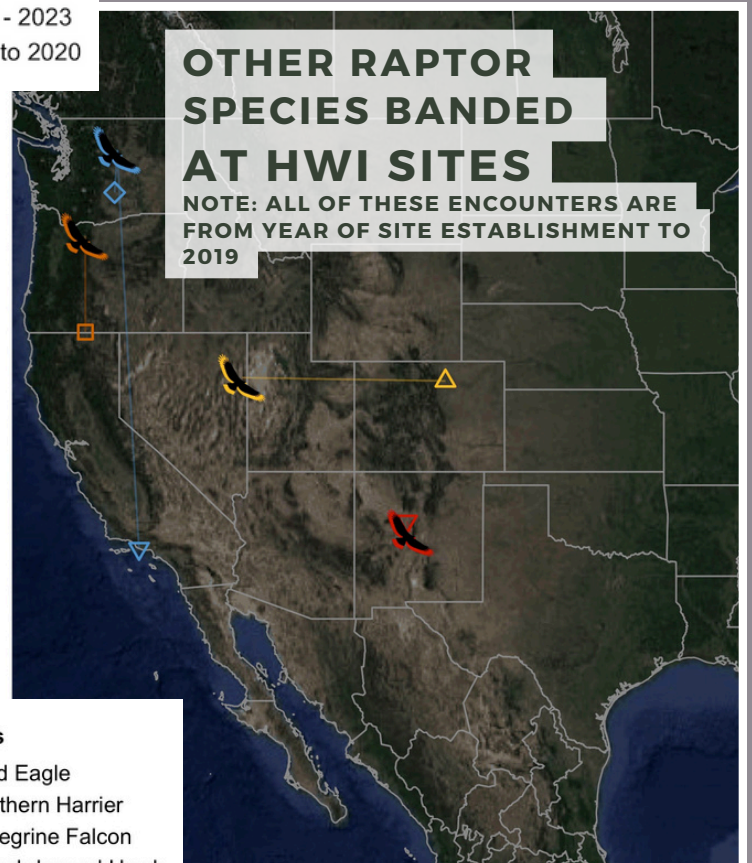 - 2023
to 2020
OTHER RAPTOR
SPECIES BANDED
AT HWI SITES
NOTE: ALL OF THESE ENCOUNTERS ARE
FROM YEAR OF SITE ESTABLISHMENT TO
2019
s
d Eagle
thern Harrier
egrine Falcon